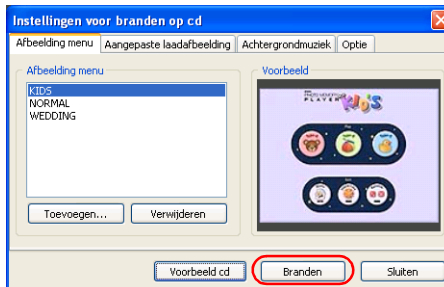 Instellingen voor branden op cd
Afbeelding menu Aangepaste laadafbeelding Achtergrondmuziek Optie
Afbeelding menu Voorbeeld
KIDS
NORMAL
WEDDING
PLAYER KID'S
Toevoegen... Verwijderen
Voorbeeld cd Branden Sluiten